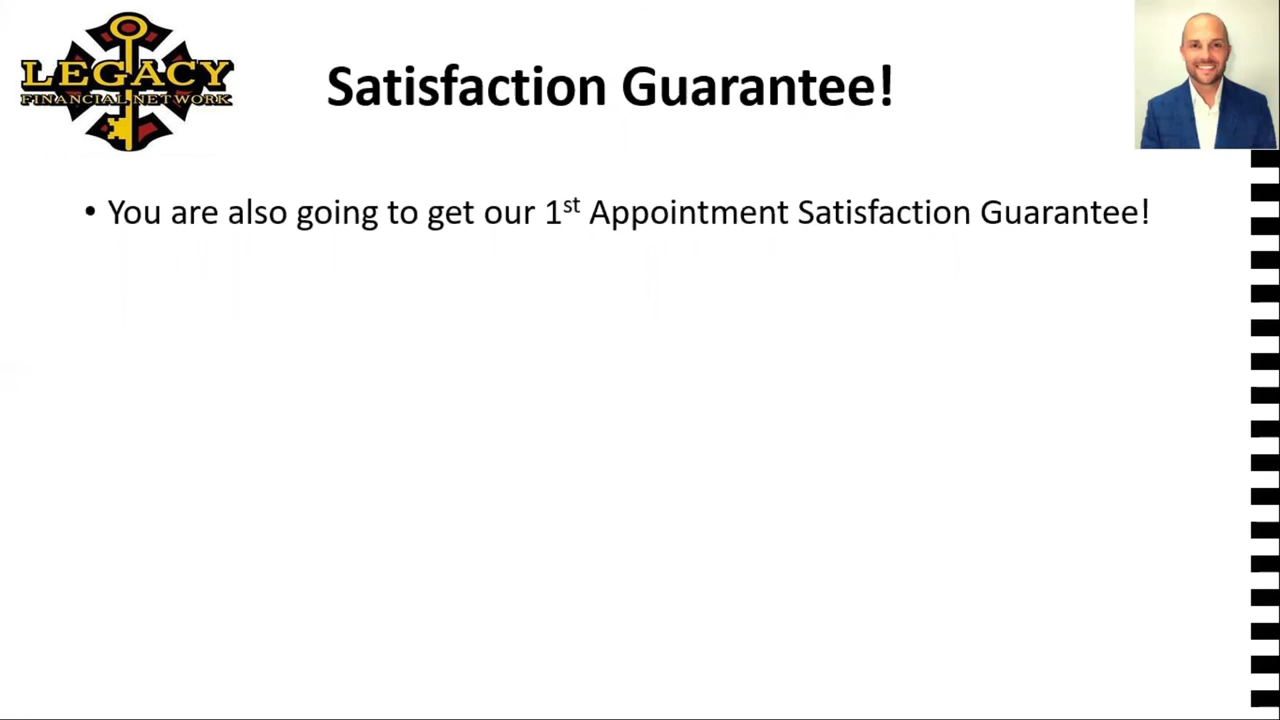 LEGACY
FINANCIAL NETWORK
Satisfaction Guarantee!
• You are also going to get our 1st Appointment Satisfaction Guarantee!